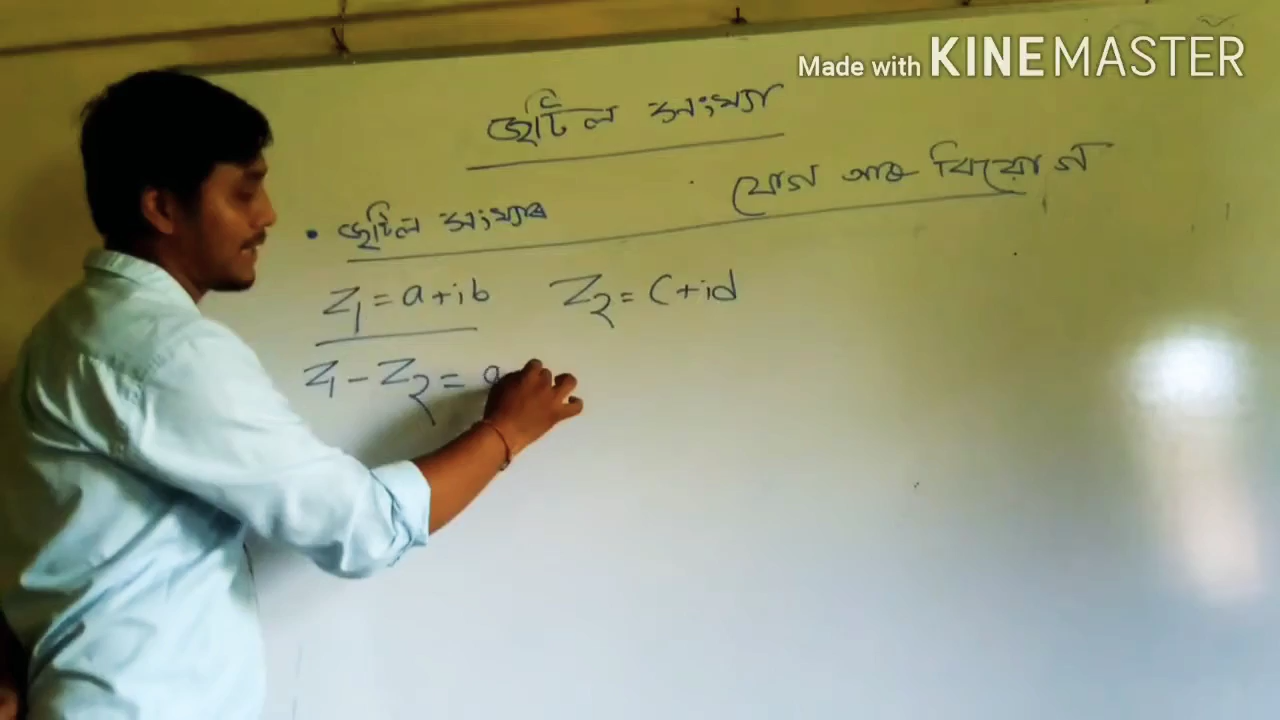 Made with KINEMASTER
জটিল সংখ্যা
• জটিল সংখ্যাৰ যোগ আৰু বিয়োগ
Z₁ = a + ib Z₂ = c + id
Z₁ - Z₂ = a